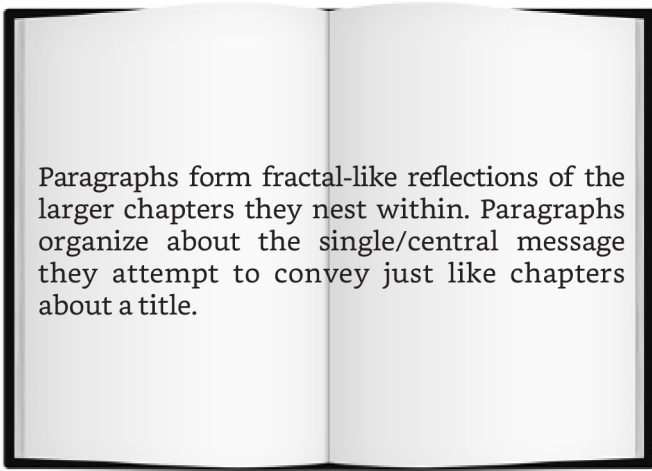 Paragraphs form fractal-like reflections of the
larger chapters they nest within. Paragraphs
organize about the single/central message
they attempt to convey just like chapters
about a title.